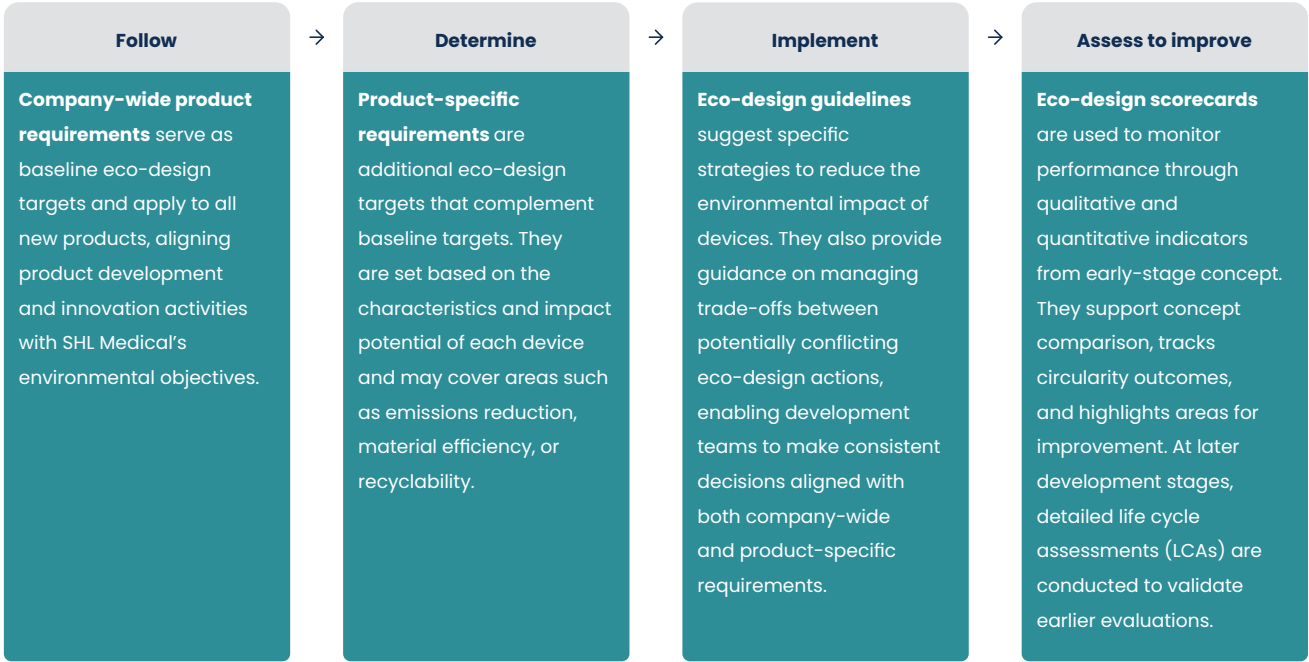 Follow
→
Determine
→
Implement
→
Assess to improve
Company-wide product
requirements serve as
baseline eco-design
targets and apply to all
new products, aligning
product development
and innovation activities
with SHL Medical’s
environmental objectives.
Product-specific
requirements are
additional eco-design
targets that complement
baseline targets. They
are set based on the
characteristics and impact
potential of each device
and may cover areas such
as emissions reduction,
material efficiency, or
recyclability.
Eco-design guidelines
suggest specific
strategies to reduce the
environmental impact of
devices. They also provide
guidance on managing
trade-offs between
potentially conflicting
eco-design actions,
enabling development
teams to make consistent
decisions aligned with
both company-wide
and product-specific
requirements.
Eco-design scorecards
are used to monitor
performance through
qualitative and
quantitative indicators
from early-stage concept.
They support concept
comparison, tracks
circularity outcomes,
and highlights areas for
improvement. At later
development stages,
detailed life cycle
assessments (LCAs) are
conducted to validate
earlier evaluations.